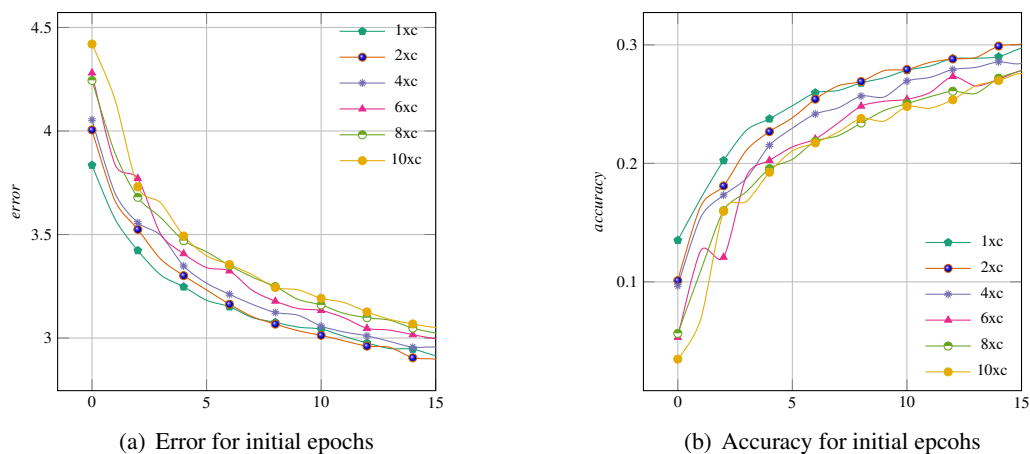 4.5
4
3.5
3
error
0
5
10
15
1xc
2xc
4xc
6xc
8xc
10xc
(a) Error for initial epochs
0.3
0.2
0.1
accuracy
0
5
10
15
1xc
2xc
4xc
6xc
8xc
10xc
(b) Accuracy for initial epcohs